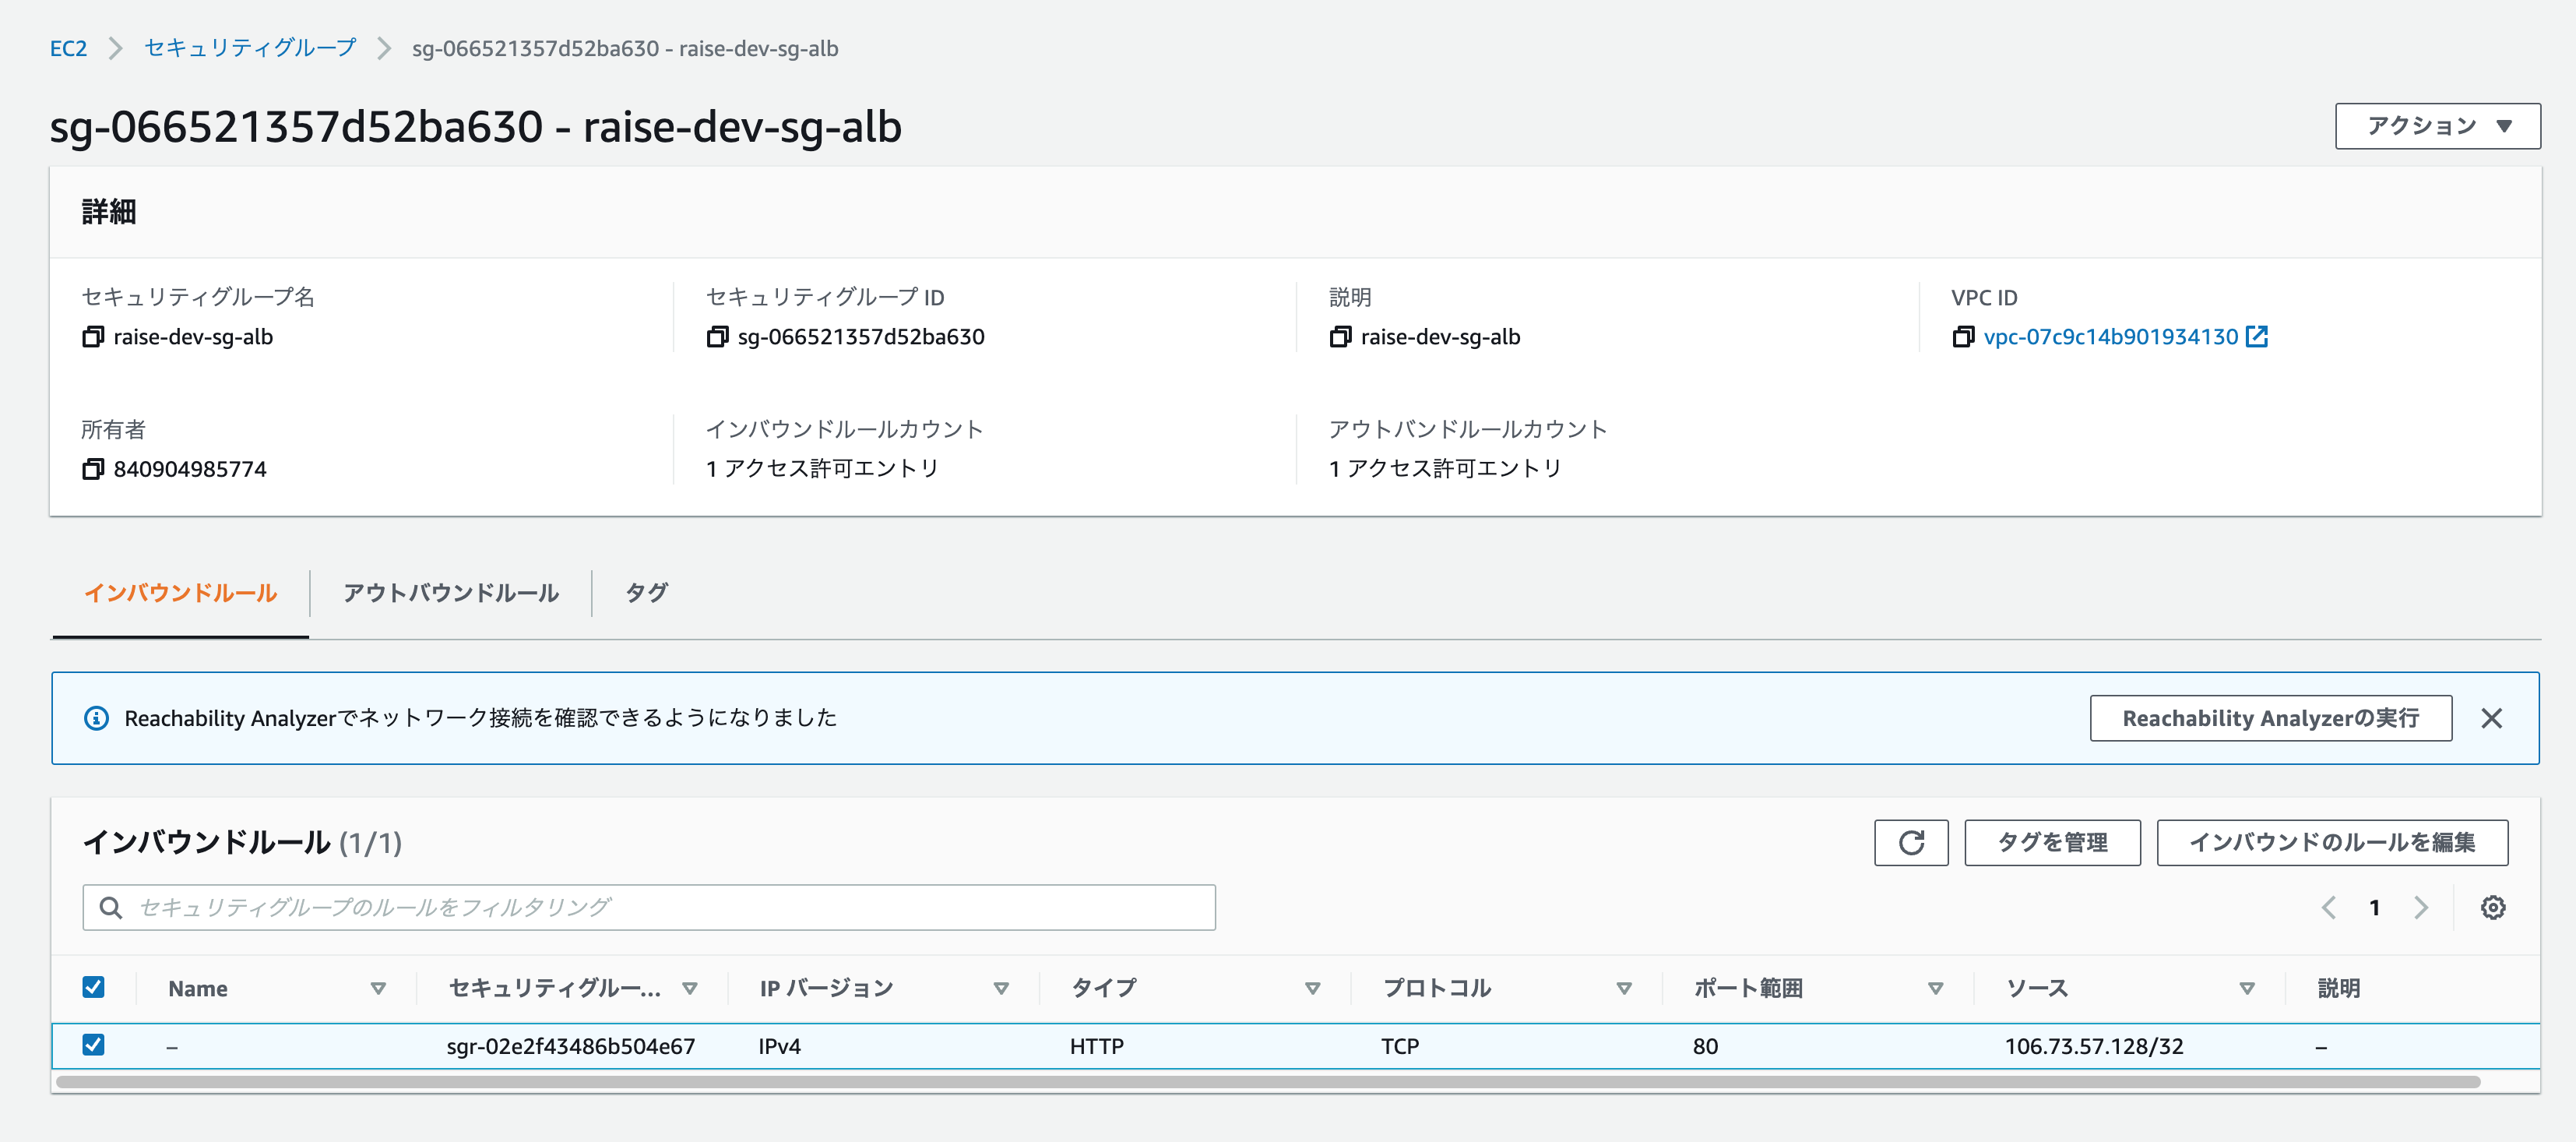 EC2 セキュリティグループ sg-066521357d52ba630 - raise-dev-sg-alb
sg-066521357d52ba630 - raise-dev-sg-alb アクション
詳細
セキュリティグループ名 セキュリティグループ ID 説明 VPC ID
raise-dev-sg-alb sg-066521357d52ba630 raise-dev-sg-alb vpc-07c9c14b901934130
所有者 インバウンドルールカウント アウトバンドルールカウント
840904985774 1 アクセス許可エントリ 1 アクセス許可エントリ
インバウンドルール アウトバウンドルール タグ
Reachability Analyzerでネットワーク接続を確認できるようになりました Reachability Analyzerの実行
インバウンドルール (1/1) タグを管理 インバウンドのルールを編集
セキュリティグループのルールをフィルタリング 1
Name セキュリティグルー... IP バージョン タイプ プロトコル ポート範囲 ソース 説明
– sgr-02e2f43486b504e67 IPv4 HTTP TCP 80 106.73.57.128/32 –